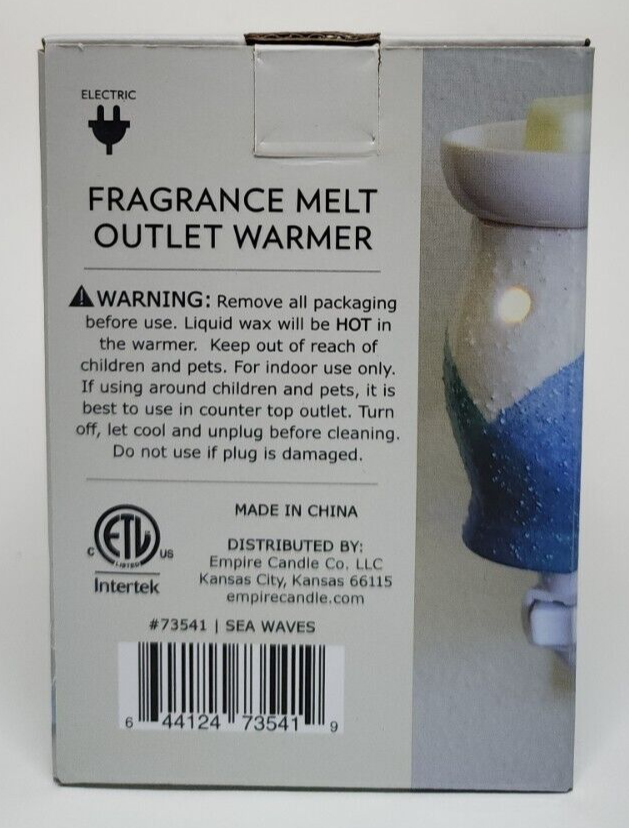 ELECTRIC
FRAGRANCE MELT
OUTLET WARMER
WARNING: Remove all packaging
before use. Liquid wax will be HOT in
the warmer. Keep out of reach of
children and pets. For indoor use only.
If using around children and pets, it is
best to use in counter top outlet. Turn
off, let cool and unplug before cleaning.
Do not use if plug is damaged.
C ETL US
LISTED
Intertek
MADE IN CHINA
DISTRIBUTED BY:
Empire Candle Co. LLC
Kansas City, Kansas 66115
empirecandle.com
#73541 | SEA WAVES
6 44124 73541 9